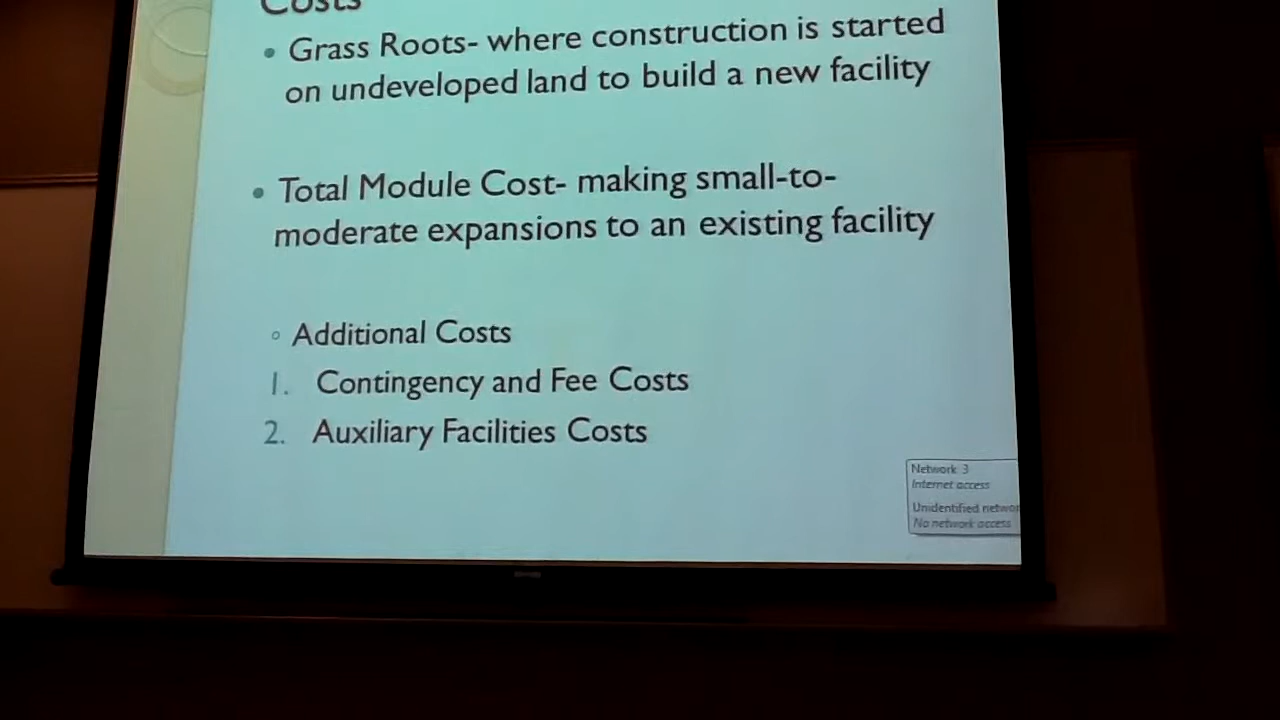 Costs
• Grass Roots- where construction is started
on undeveloped land to build a new facility
• Total Module Cost- making small-to-
moderate expansions to an existing facility
◦ Additional Costs
1. Contingency and Fee Costs
2. Auxiliary Facilities Costs
Network 3
Internet access
Unidentified networ
No network access